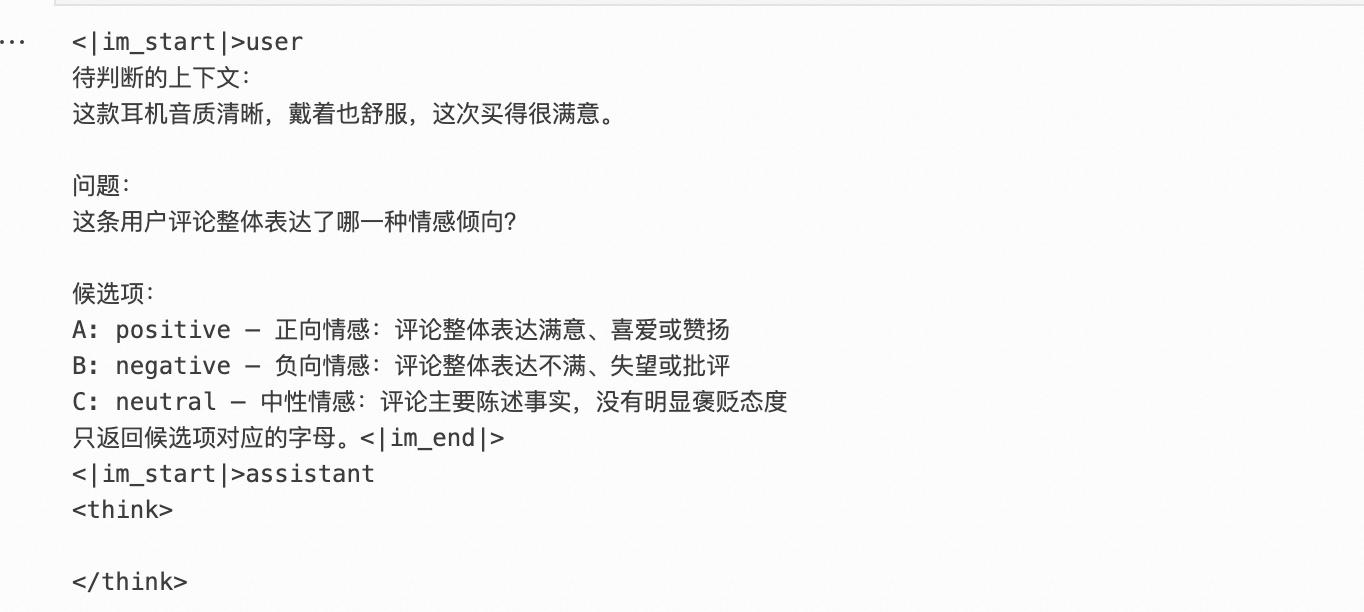 <|im_start|>user
待判断的上下文：
这款耳机音质清晰，戴着也舒服，这次买得很满意。
问题：
这条用户评论整体表达了哪一种情感倾向？
候选项：
A: positive — 正向情感：评论整体表达满意、喜爱或赞扬
B: negative — 负向情感：评论整体表达不满、失望或批评
C: neutral — 中性情感：评论主要陈述事实，没有明显褒贬态度
只返回候选项对应的字母。<|im_end|>
<|im_start|>assistant
<think>
</think>